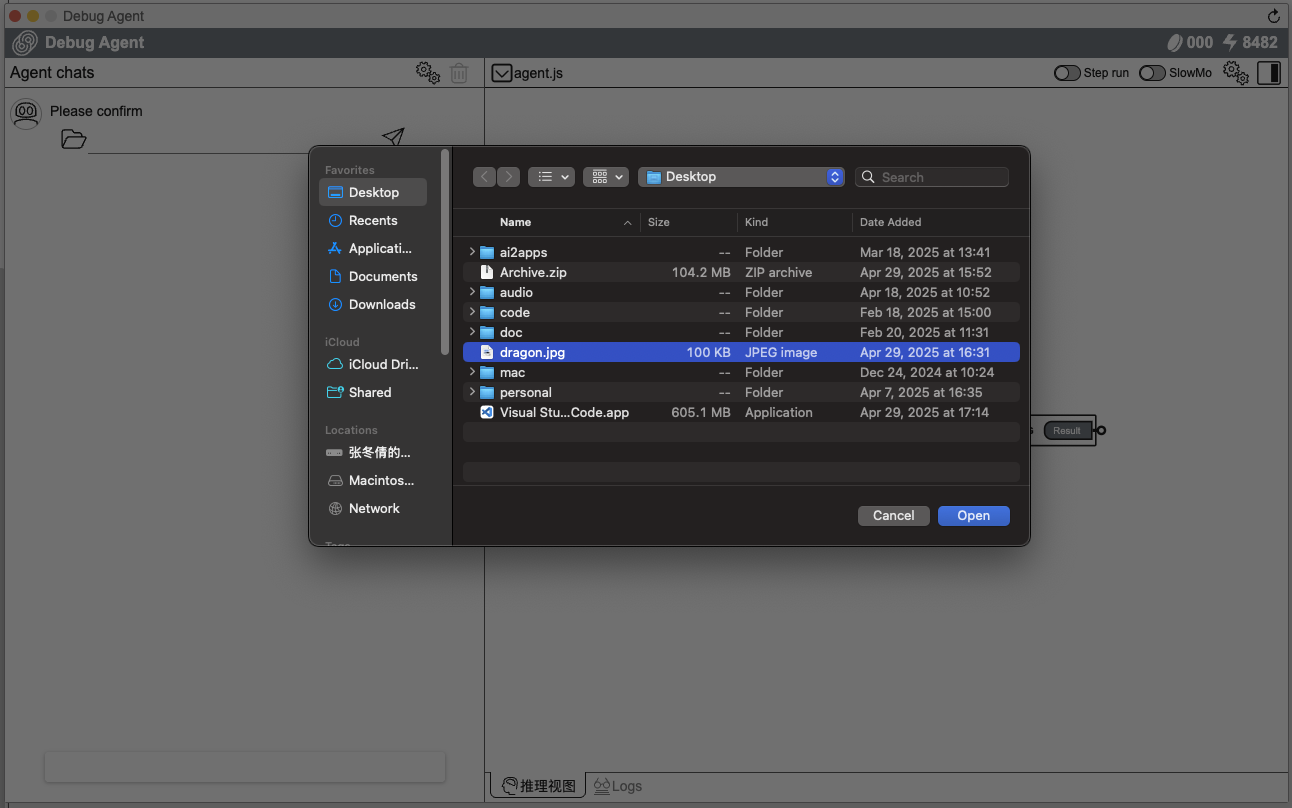 Debug Agent
Debug Agent
000 8482
Agent chats
agent.js
Step run
SlowMo
Please confirm
Favorites
Desktop
Recents
Applicati...
Documents
Downloads
iCloud
iCloud Dri...
Shared
Locations
张冬倩的...
Macintos...
Network
Desktop
Search
Name Size Kind Date Added
ai2apps -- Folder Mar 18, 2025 at 13:41
Archive.zip 104.2 MB ZIP archive Apr 29, 2025 at 15:52
audio -- Folder Apr 18, 2025 at 10:52
code -- Folder Feb 18, 2025 at 15:00
doc -- Folder Feb 20, 2025 at 11:31
dragon.jpg 100 KB JPEG image Apr 29, 2025 at 16:31
mac -- Folder Dec 24, 2024 at 10:24
personal -- Folder Apr 7, 2025 at 16:35
Visual Stu...Code.app 605.1 MB Application Apr 29, 2025 at 17:14
Cancel
Open
Result
推理视图
Logs